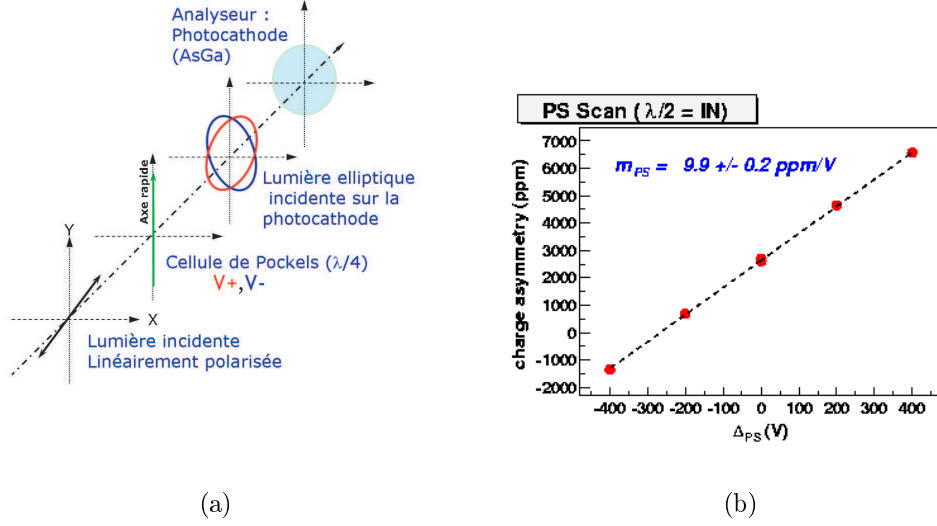 Analyseur :
Photocathode
(AsGa)
Axe rapide
Lumière elliptique
incidente sur la
photocathode
Y
Cellule de Pockels (λ/4)
V+,V-
X
Lumière incidente
Linéairement polarisée
(a)
PS Scan ( λ/2 = IN)
m_PS = 9.9 +/- 0.2 ppm/V
charge asymmetry (ppm)
7000
6000
5000
4000
3000
2000
1000
0
-1000
-2000
-400 -300 -200 -100 0 100 200 300 400
Δ_PS (V)
(b)